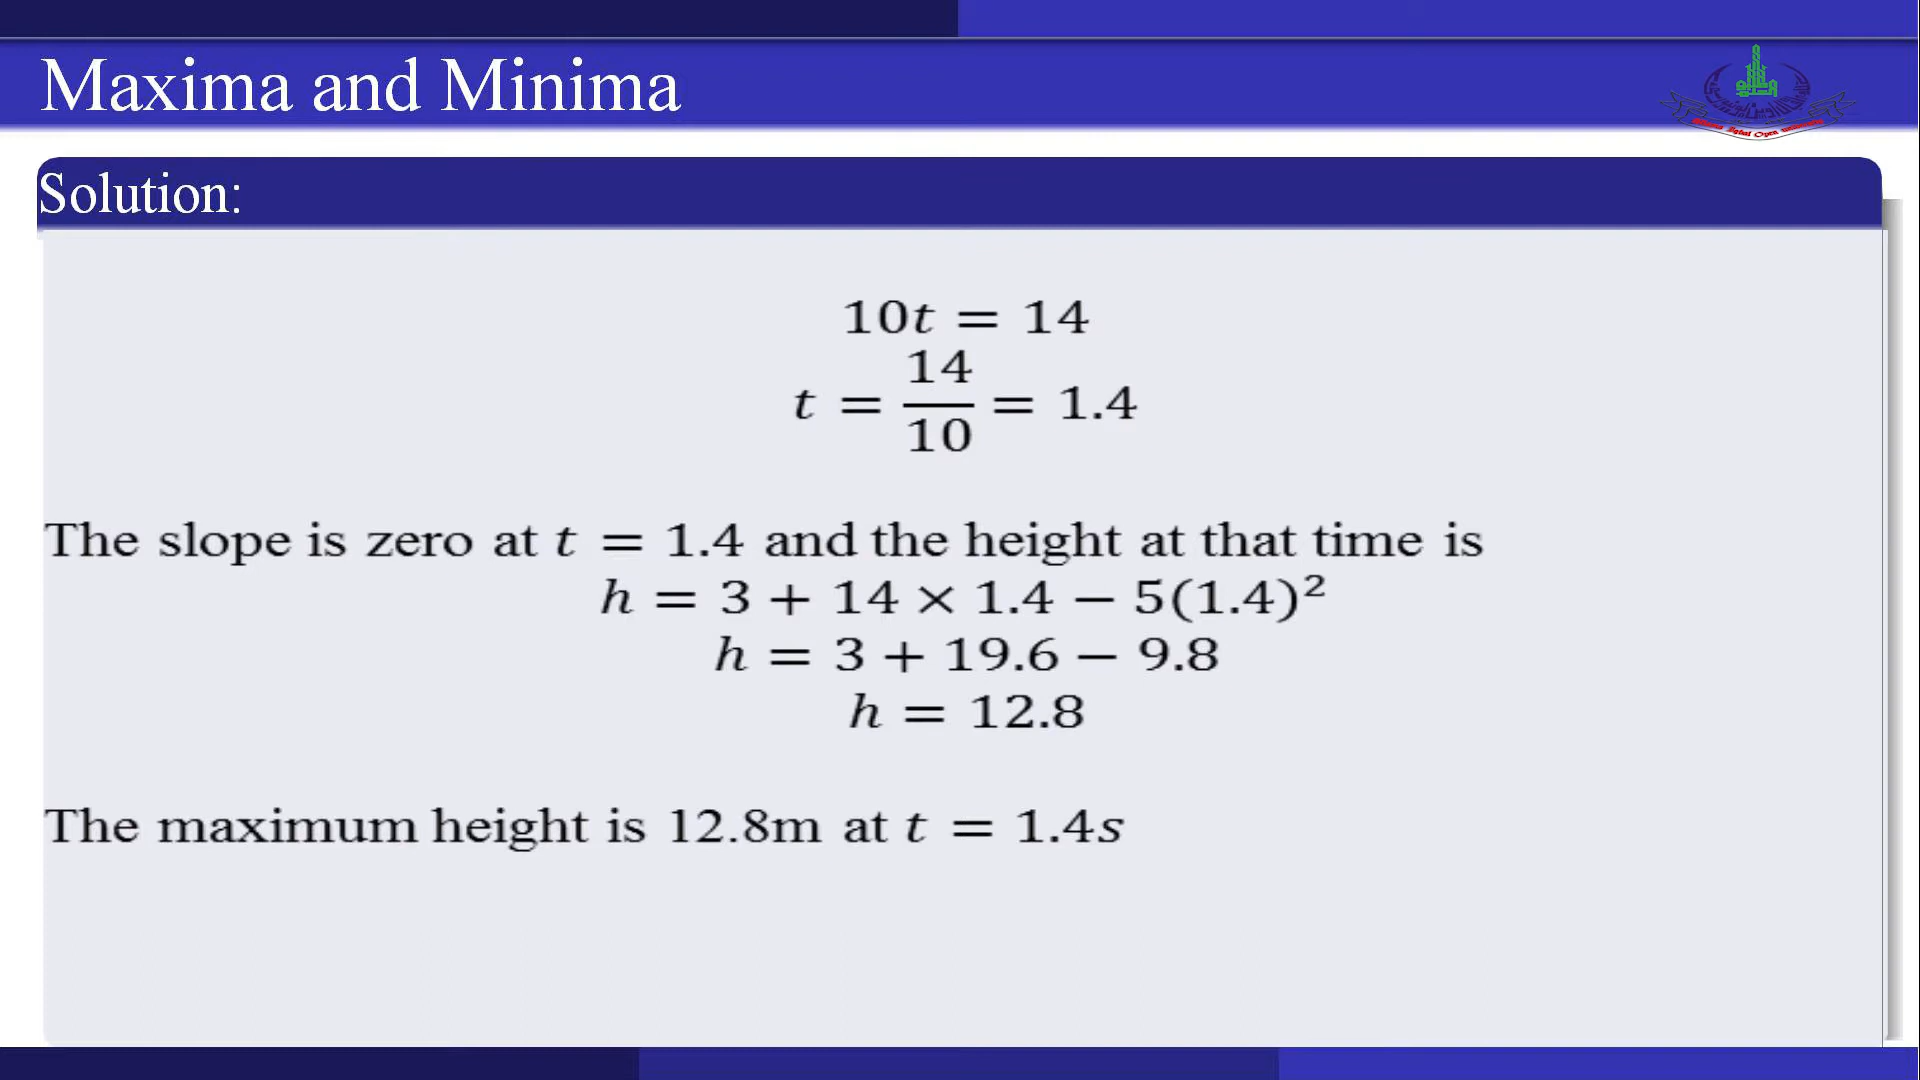 Maxima and Minima
Solution:
10t = 14
t = 14/10 = 1.4
The slope is zero at t = 1.4 and the height at that time is
h = 3 + 14 × 1.4 − 5(1.4)²
h = 3 + 19.6 − 9.8
h = 12.8
The maximum height is 12.8m at t = 1.4s